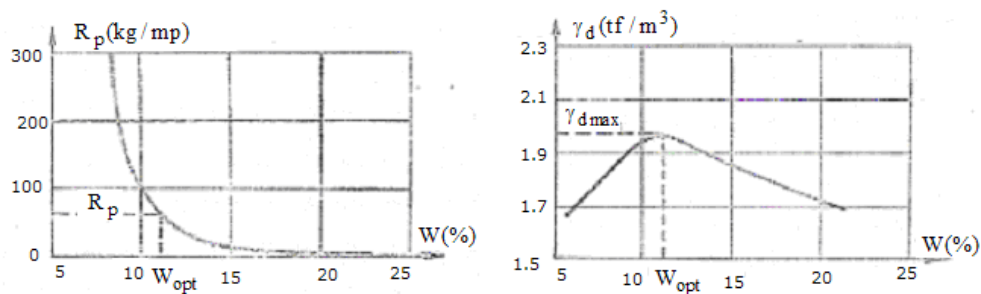 R_p (kg/mp)
300
200
100
R_p
0
W(%)
5 10 15 20 25
W_opt
γ_d (tf/m³)
2.3
2.1
γ_dmax
1.9
1.7
1.5
W(%)
5 10 15 20 25
W_opt